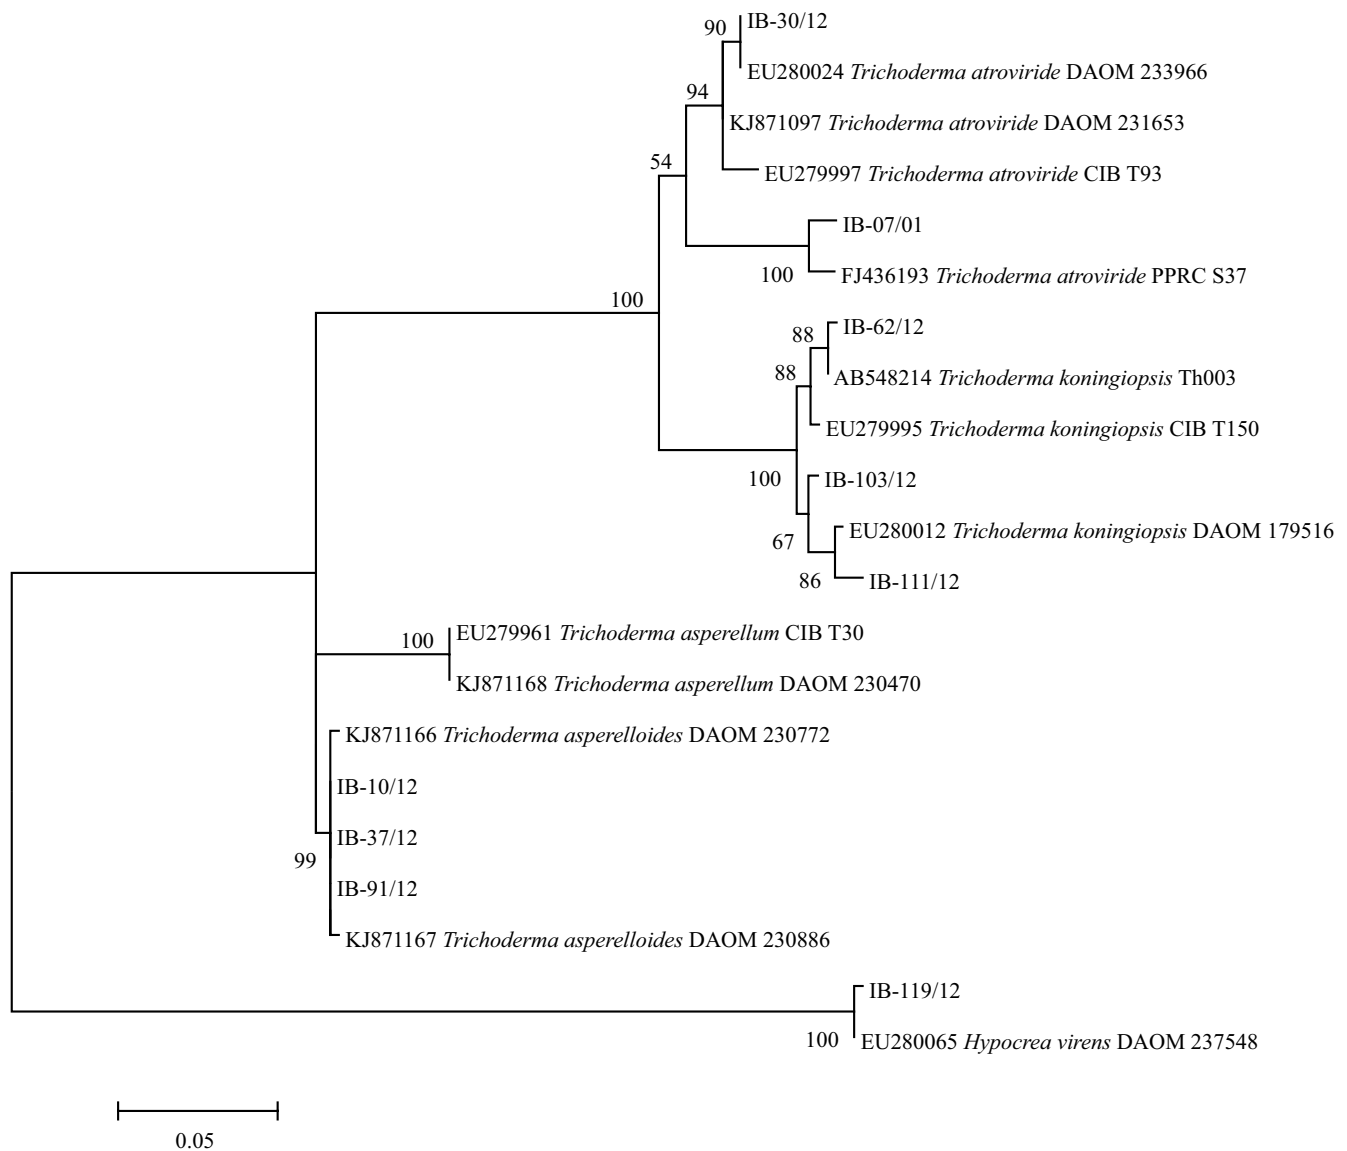 90
IB-30/12
EU280024 Trichoderma atroviride DAOM 233966
94
KJ871097 Trichoderma atroviride DAOM 231653
54
EU279997 Trichoderma atroviride CIB T93
IB-07/01
100
FJ436193 Trichoderma atroviride PPRC S37
100
IB-62/12
88
AB548214 Trichoderma koningiopsis Th003
88
EU279995 Trichoderma koningiopsis CIB T150
100
IB-103/12
EU280012 Trichoderma koningiopsis DAOM 179516
67
86
IB-111/12
100
EU279961 Trichoderma asperellum CIB T30
KJ871168 Trichoderma asperellum DAOM 230470
KJ871166 Trichoderma asperelloides DAOM 230772
IB-10/12
IB-37/12
99
IB-91/12
KJ871167 Trichoderma asperelloides DAOM 230886
IB-119/12
100
EU280065 Hypocrea virens DAOM 237548
0.05